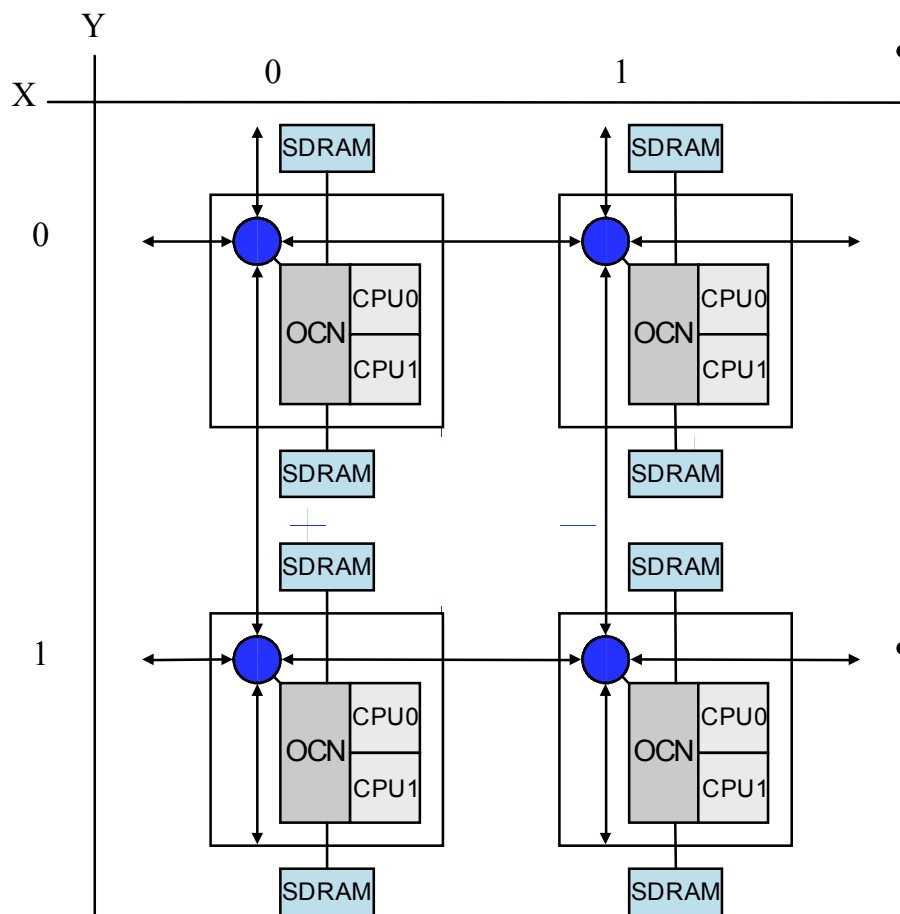 Y
0 1
X
SDRAM SDRAM
0
CPU0 CPU0
OCN OCN
CPU1 CPU1
SDRAM SDRAM
SDRAM SDRAM
1
CPU0 CPU0
OCN OCN
CPU1 CPU1
SDRAM SDRAM